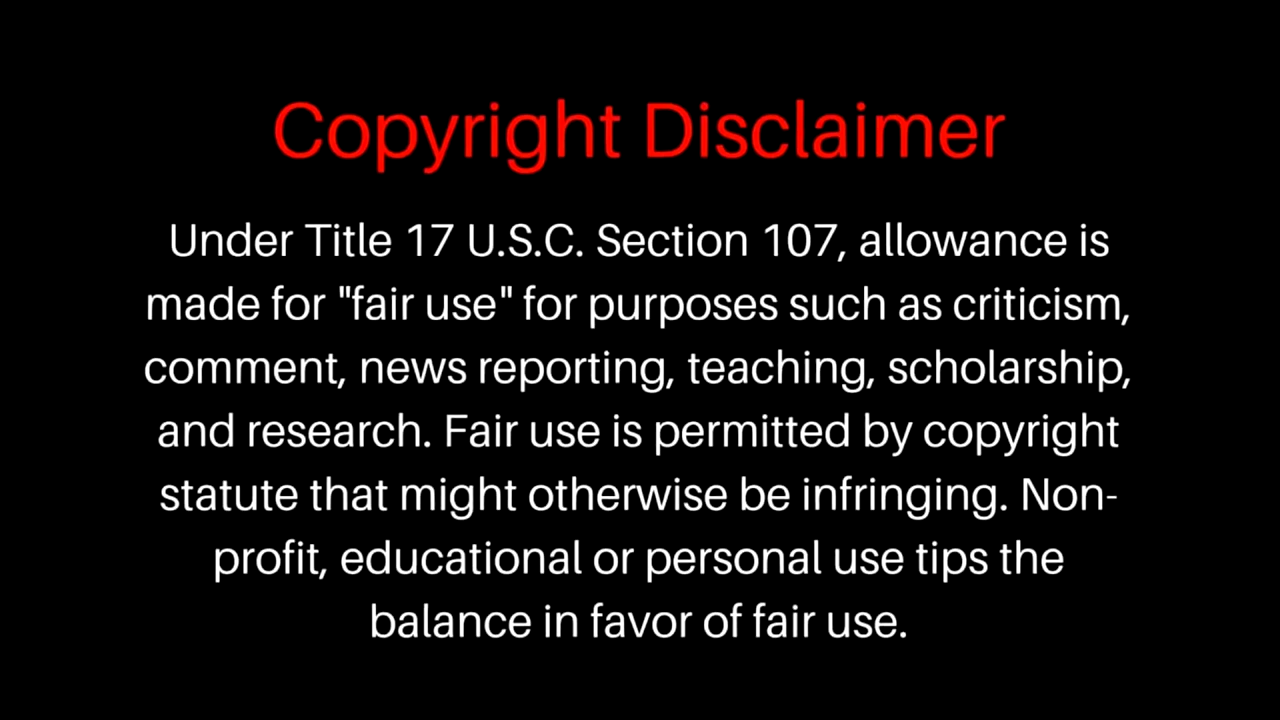 Copyright Disclaimer
Under Title 17 U.S.C. Section 107, allowance is
made for "fair use" for purposes such as criticism,
comment, news reporting, teaching, scholarship,
and research. Fair use is permitted by copyright
statute that might otherwise be infringing. Non-
profit, educational or personal use tips the
balance in favor of fair use.